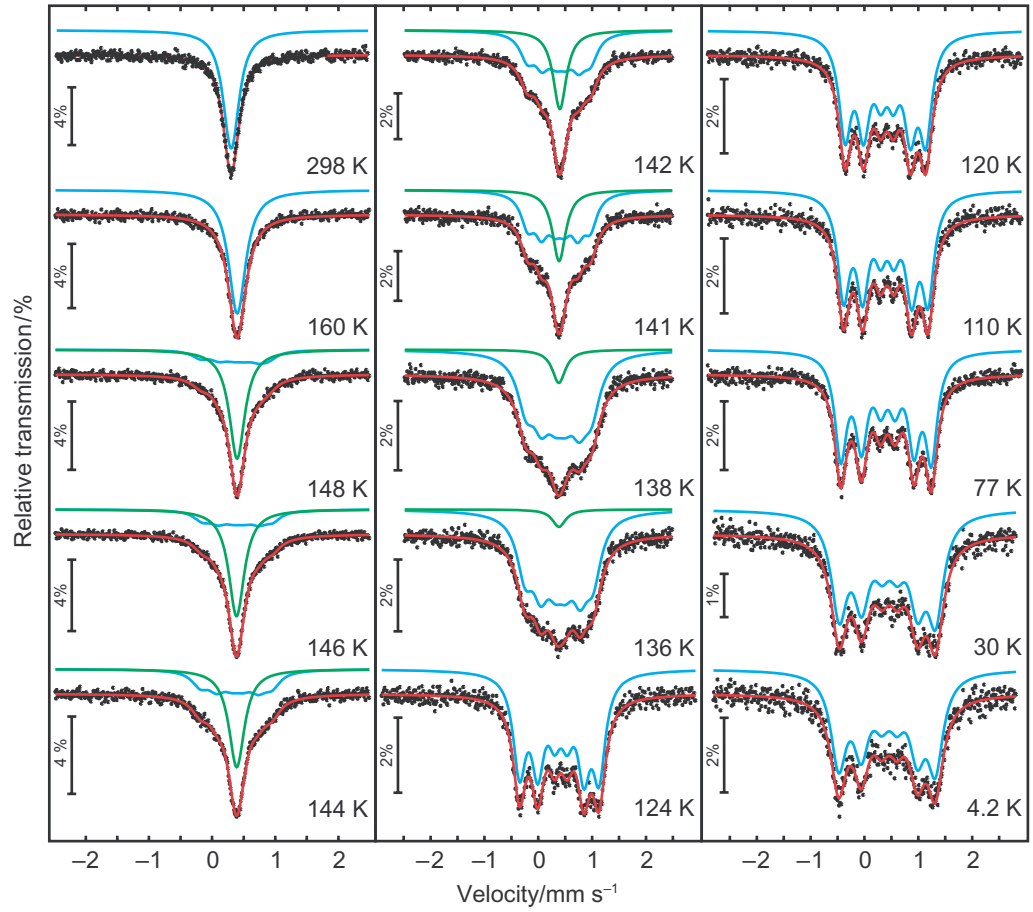 Relative transmission/%
4%
298 K
4%
160 K
4%
148 K
4%
146 K
4 %
144 K
2%
142 K
2%
141 K
2%
138 K
2%
136 K
2%
124 K
2%
120 K
2%
110 K
2%
77 K
1%
30 K
2%
4.2 K
–2 –1 0 1 2 –2 –1 0 1 2 –2 –1 0 1 2
Velocity/mm s⁻¹